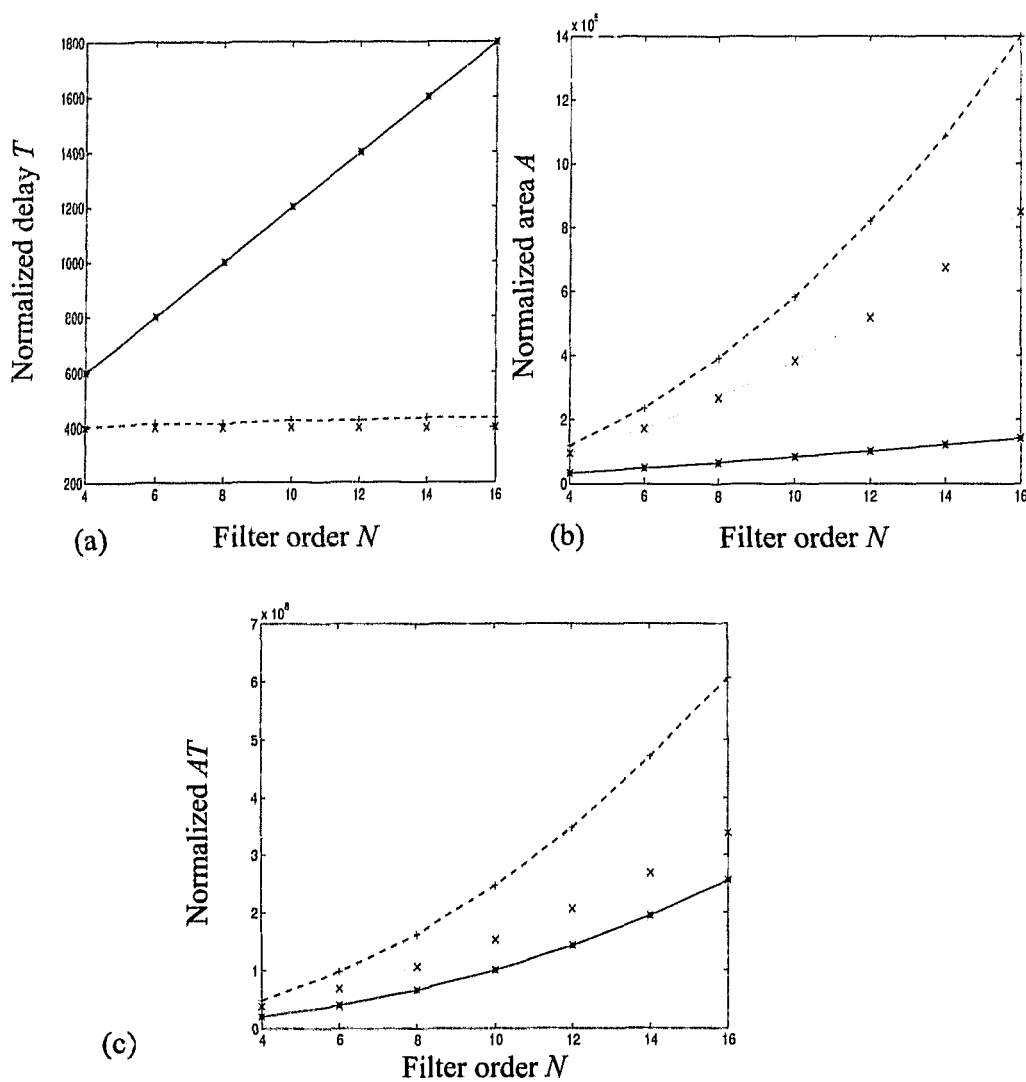 1800
1600
1400
1200
1000
800
600
400
200
4 6 8 10 12 14 16
Normalized delay T
(a) Filter order N
14 x 10⁵
12
10
8
6
4
2
0
4 6 8 10 12 14 16
Normalized area A
(b) Filter order N
7 x 10⁸
6
5
4
3
2
1
0
4 6 8 10 12 14 16
Normalized AT
(c) Filter order N